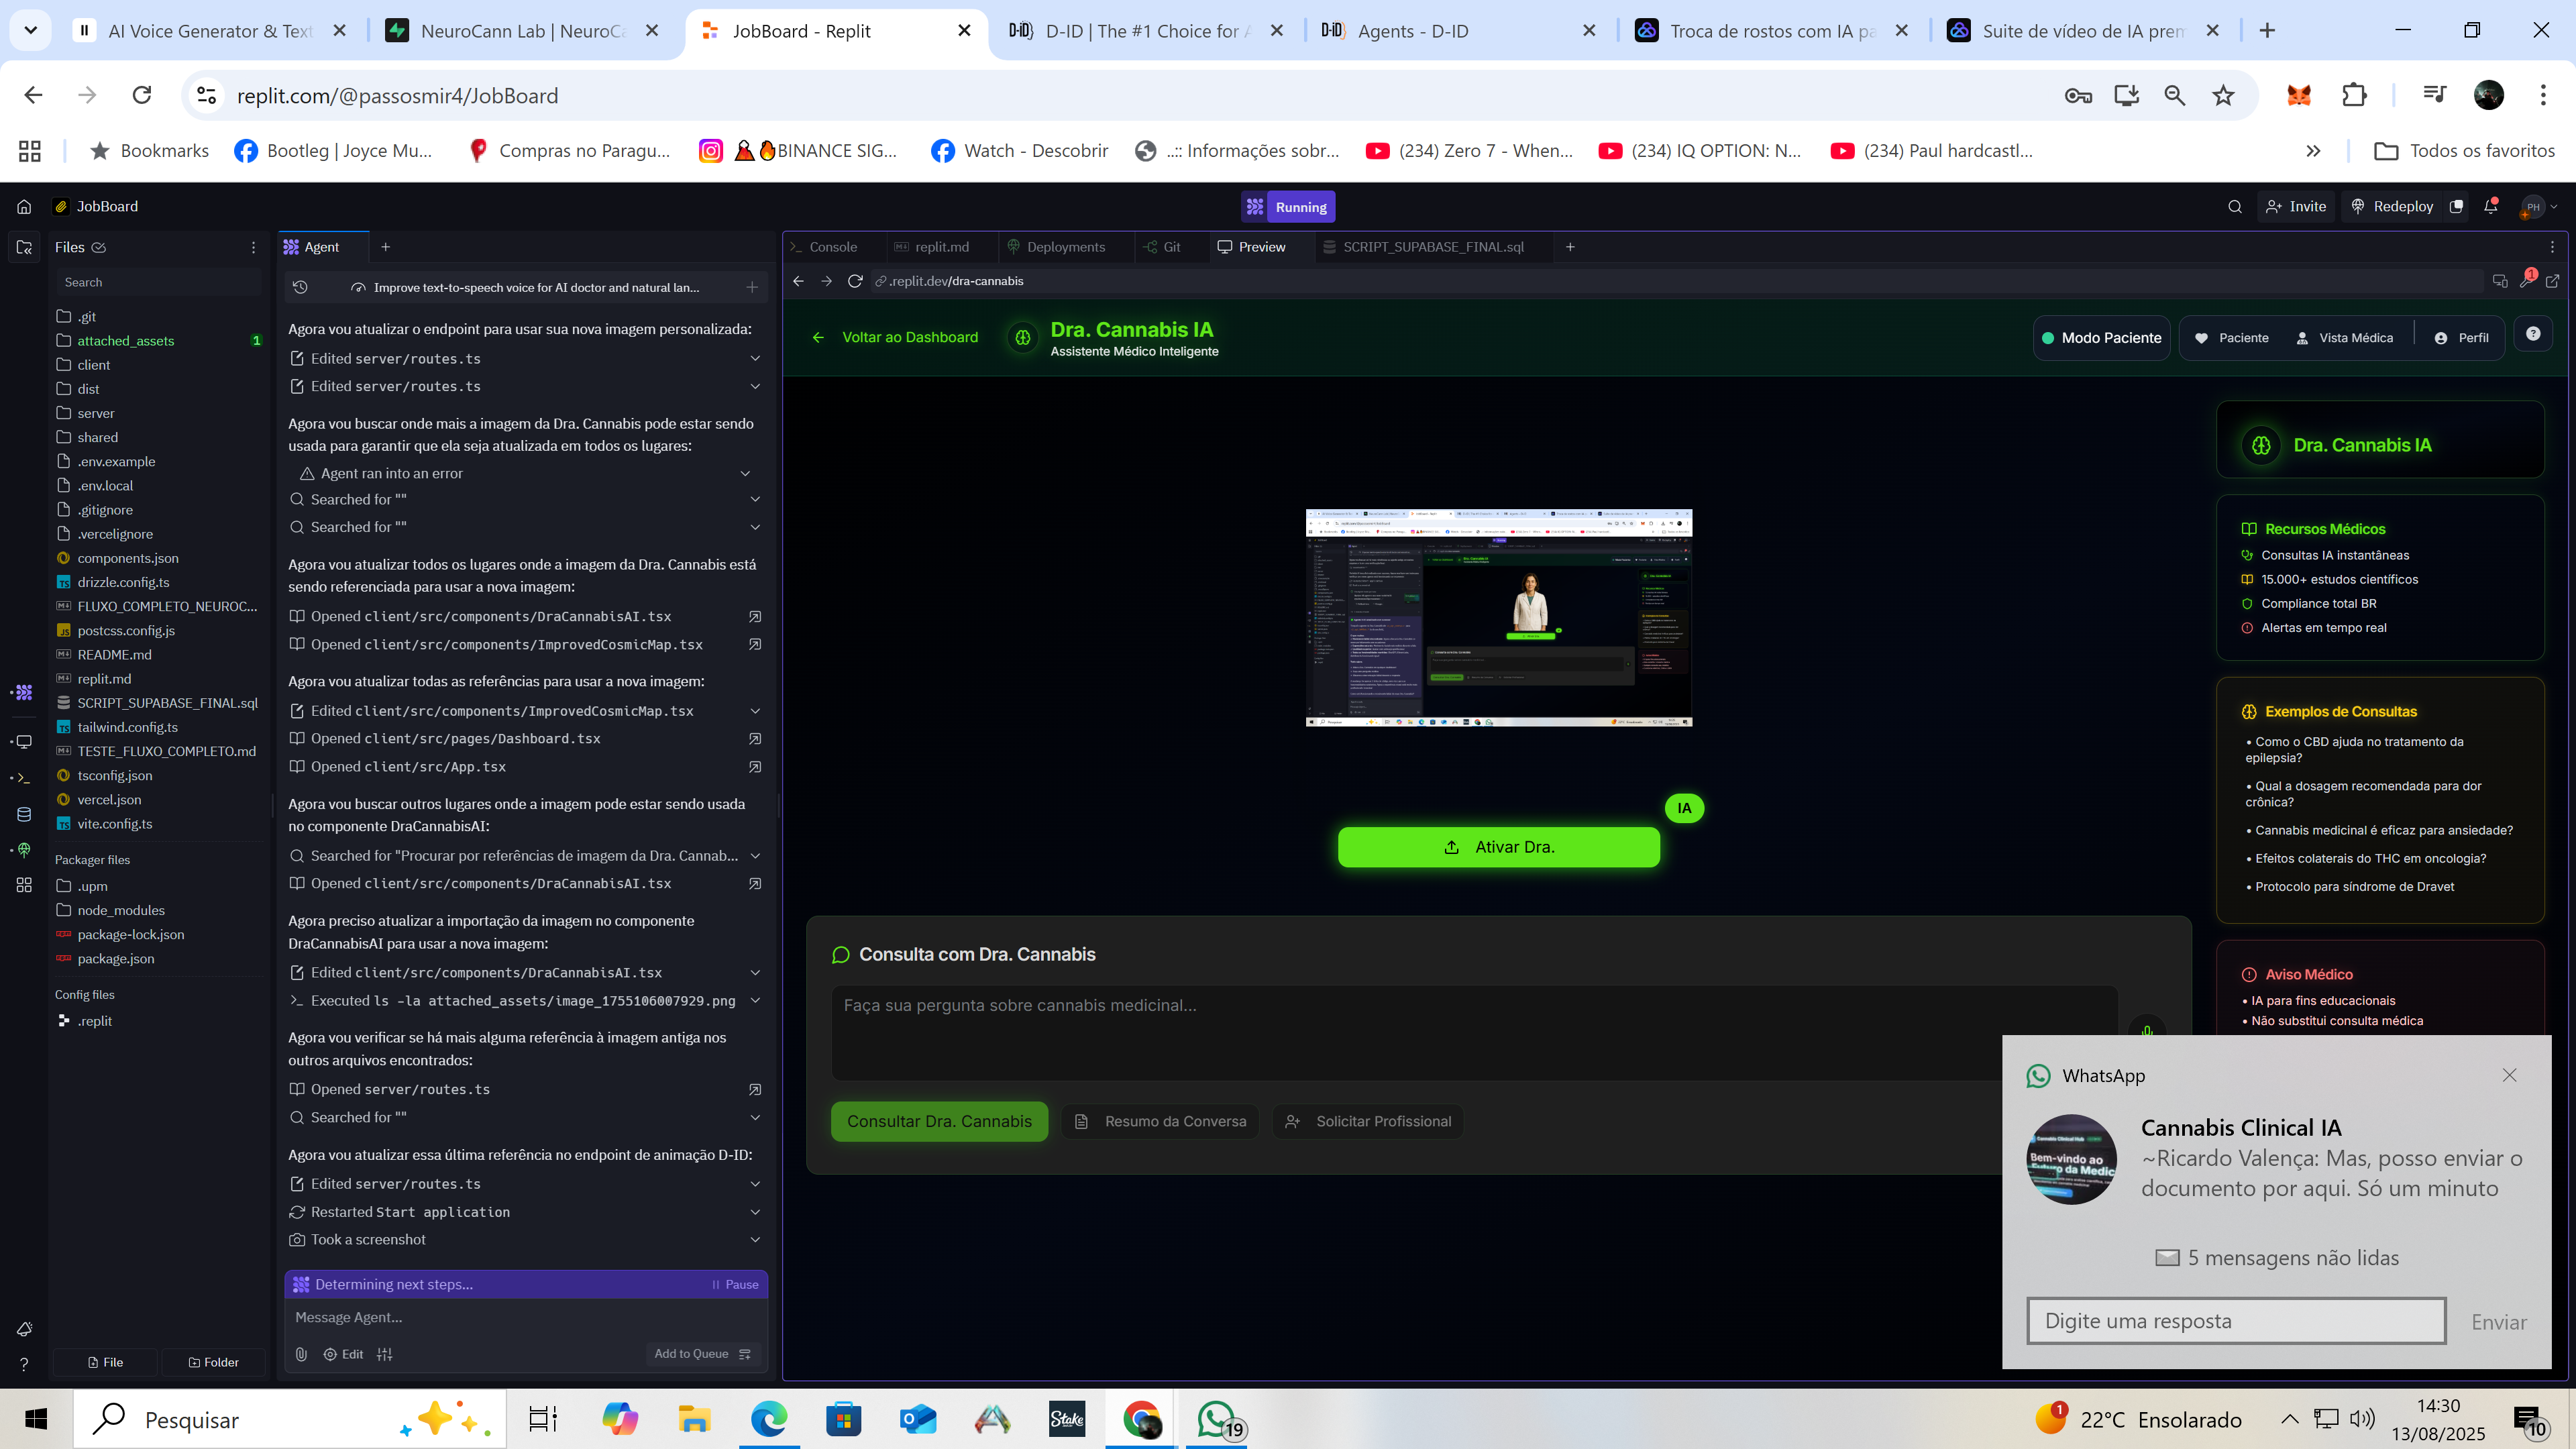 AI Voice Generator & Text
NeuroCann Lab | NeuroCa
JobBoard - Replit
D-ID | The #1 Choice for A
Agents - D-ID
Troca de rostos com IA pa
Suite de vídeo de IA prem
replit.com/@passosmir4/JobBoard
Bookmarks
Bootleg | Joyce Mu...
Compras no Paragu...
BINANCE SIG...
Watch - Descobrir
..:: Informações sobr...
(234) Zero 7 - When...
(234) IQ OPTION: N...
(234) Paul hardcastl...
Todos os favoritos
JobBoard
Running
Invite
Redeploy
PH
Files
Search
.git
attached_assets 1
client
dist
server
shared
.env.example
.env.local
.gitignore
.vercelignore
components.json
drizzle.config.ts
FLUXO_COMPLETO_NEUROC...
postcss.config.js
README.md
replit.md
SCRIPT_SUPABASE_FINAL.sql
tailwind.config.ts
TESTE_FLUXO_COMPLETO.md
tsconfig.json
vercel.json
vite.config.ts
Packager files
.upm
node_modules
package-lock.json
package.json
Config files
.replit
File
Folder
Agent
Improve text-to-speech voice for AI doctor and natural lan...
Agora vou atualizar o endpoint para usar sua nova imagem personalizada:
Edited server/routes.ts
Edited server/routes.ts
Agora vou buscar onde mais a imagem da Dra. Cannabis pode estar sendo
usada para garantir que ela seja atualizada em todos os lugares:
Agent ran into an error
Searched for ""
Searched for ""
Agora vou atualizar todos os lugares onde a imagem da Dra. Cannabis está
sendo referenciada para usar a nova imagem:
Opened client/src/components/DraCannabisAI.tsx
Opened client/src/components/ImprovedCosmicMap.tsx
Agora vou atualizar todas as referências para usar a nova imagem:
Edited client/src/components/ImprovedCosmicMap.tsx
Opened client/src/pages/Dashboard.tsx
Opened client/src/App.tsx
Agora vou buscar outros lugares onde a imagem pode estar sendo usada
no componente DraCannabisAI:
Searched for "Procurar por referências de imagem da Dra. Cannab...
Opened client/src/components/DraCannabisAI.tsx
Agora preciso atualizar a importação da imagem no componente
DraCannabisAI para usar a nova imagem:
Edited client/src/components/DraCannabisAI.tsx
Executed ls -la attached_assets/image_1755106007929.png
Agora vou verificar se há mais alguma referência à imagem antiga nos
outros arquivos encontrados:
Opened server/routes.ts
Searched for ""
Agora vou atualizar essa última referência no endpoint de animação D-ID:
Edited server/routes.ts
Restarted Start application
Took a screenshot
Determining next steps...
Pause
Message Agent...
Edit
Add to Queue
Console
replit.md
Deployments
Git
Preview
SCRIPT_SUPABASE_FINAL.sql
.replit.dev/dra-cannabis
1
Voltar ao Dashboard
Dra. Cannabis IA
Assistente Médico Inteligente
Modo Paciente
Paciente
Vista Médica
Perfil
IA
Ativar Dra.
Consulta com Dra. Cannabis
Faça sua pergunta sobre cannabis medicinal...
Consultar Dra. Cannabis
Resumo da Conversa
Solicitar Profissional
Dra. Cannabis IA
Recursos Médicos
Consultas IA instantâneas
15.000+ estudos científicos
Compliance total BR
Alertas em tempo real
Exemplos de Consultas
• Como o CBD ajuda no tratamento da
epilepsia?
• Qual a dosagem recomendada para dor
crônica?
• Cannabis medicinal é eficaz para ansiedade?
• Efeitos colaterais do THC em oncologia?
• Protocolo para síndrome de Dravet
Aviso Médico
• IA para fins educacionais
• Não substitui consulta médica
WhatsApp
Cannabis Clinical IA
~Ricardo Valença: Mas, posso enviar o
documento por aqui. Só um minuto
Bem-vindo ao
5 mensagens não lidas
Digite uma resposta
Enviar
Pesquisar
Stake
19
1
22°C Ensolarado
14:30
13/08/2025
10